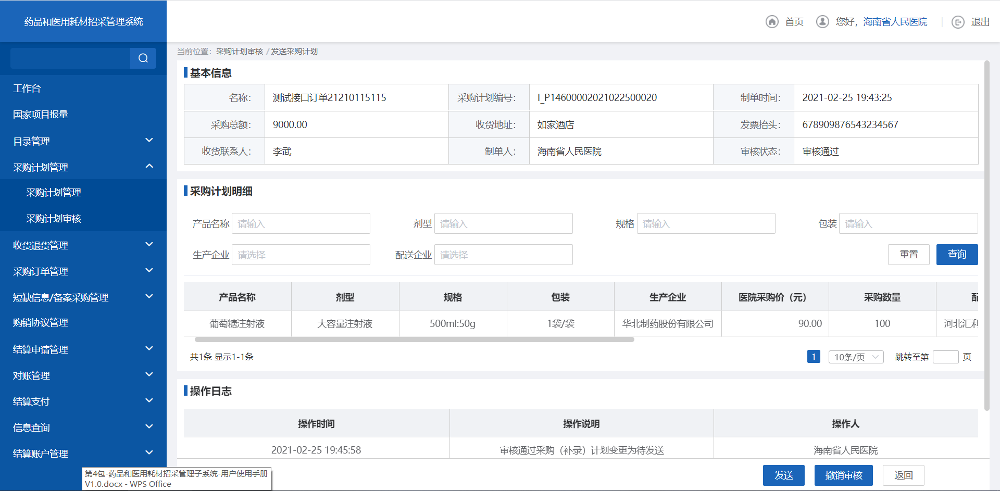 药品和医用耗材招采管理系统
首页 您好，海南省人民医院 退出
当前位置：采购计划审核 / 发送采购计划
工作台
国家项目报量
目录管理
采购计划管理
采购计划管理
采购计划审核
收货退货管理
采购订单管理
短缺信息/备案采购管理
购销协议管理
结算申请管理
对账管理
结算支付
信息查询
结算账户管理
基本信息
名称： 测试接口订单21210115115 采购计划编号： I_P14600002021022500020 制单时间： 2021-02-25 19:43:25
采购总额： 9000.00 收货地址： 如家酒店 发票抬头： 678909876543234567
收货联系人： 李武 制单人： 海南省人民医院 审核状态： 审核通过
采购计划明细
产品名称 请输入 剂型 请输入 规格 请输入 包装 请输入
生产企业 请选择 配送企业 请选择 重置 查询
产品名称 剂型 规格 包装 生产企业 医院采购价（元） 采购数量 配
葡萄糖注射液 大容量注射液 500ml:50g 1袋/袋 华北制药股份有限公司 90.00 100 河北汇利
共1条 显示1-1条 1 10条/页 跳转至第 页
操作日志
操作时间 操作说明 操作人
2021-02-25 19:45:58 审核通过采购（补录）计划变更为待发送 海南省人民医院
发送 撤销审核 返回
第4包-药品和医用耗材招采管理子系统-用户使用手册
V1.0.docx - WPS Office